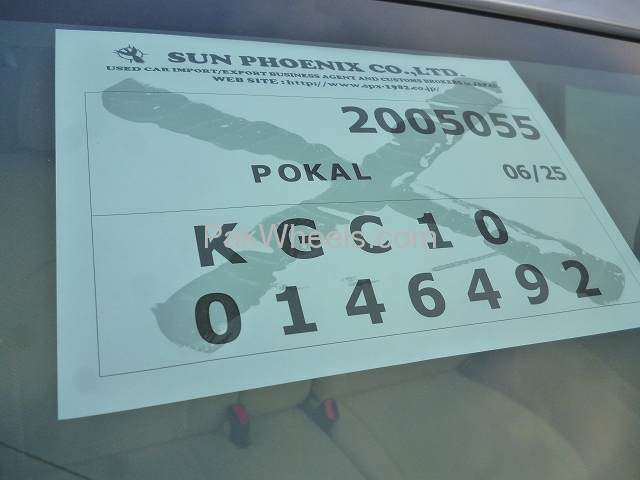 SUN PHOENIX CO.,LTD.
USED CAR IMPORT/EXPORT BUSINESS AGENT AND CUSTOMS BROKERS in JAPAN
WEB SITE : http//www.spx-1982.co.jp/
2005055
POKAL 06/25
KGC10
PakWheels.com
0146492